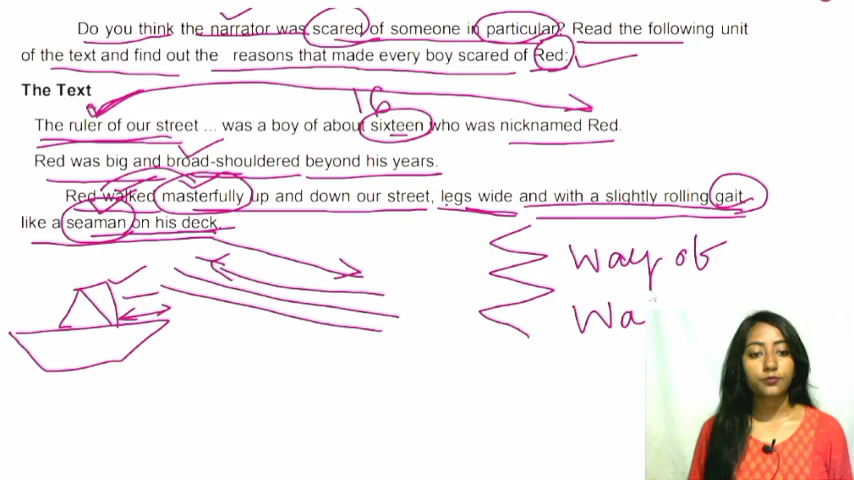 Do you think the narrator was scared of someone in particular? Read the following unit
of the text and find out the reasons that made every boy scared of Red:
The Text
16
The ruler of our street ... was a boy of about sixteen who was nicknamed Red.
Red was big and broad-shouldered beyond his years.
Red walked masterfully up and down our street, legs wide and with a slightly rolling gait
like a seaman on his deck.
Way of
Wa